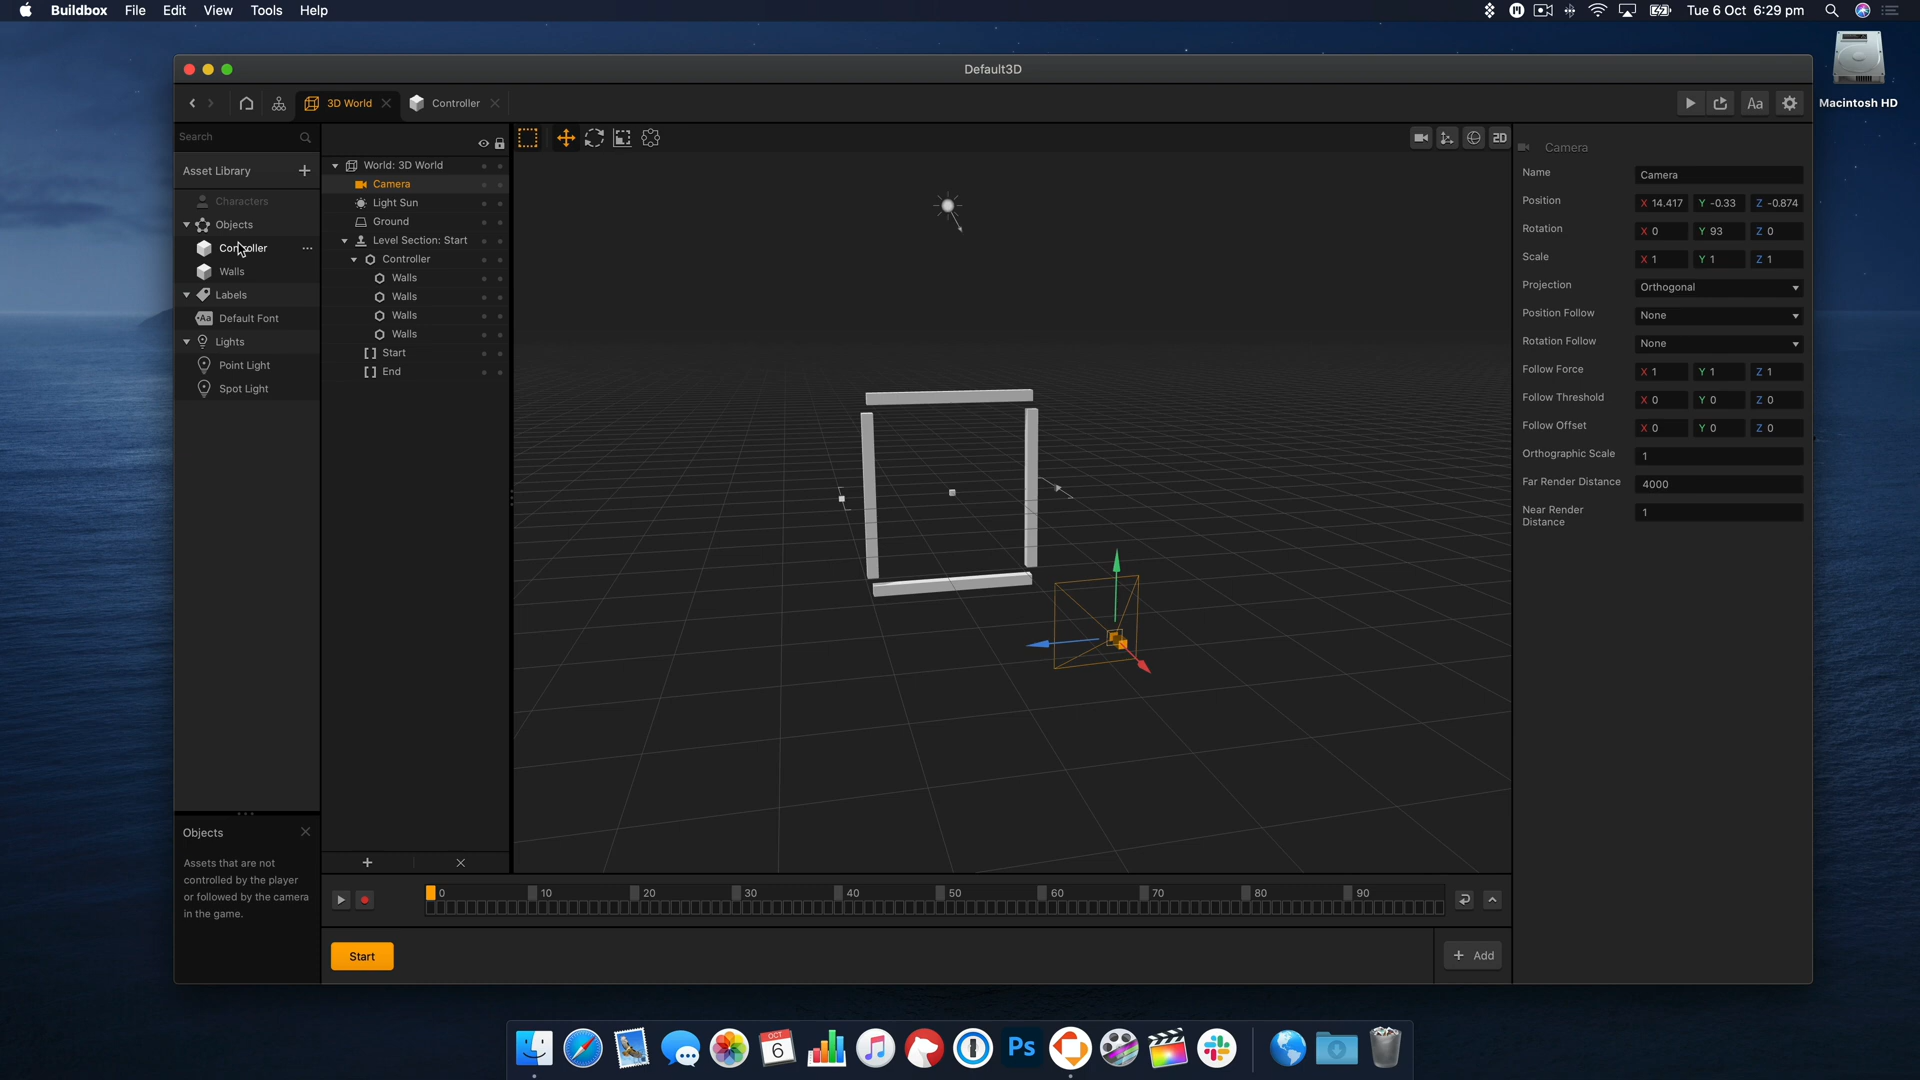 Buildbox File Edit View Tools Help
Tue 6 Oct 6:29 pm
Macintosh HD
Default3D
3D World
Controller
Aa
Search
Asset Library
Characters
Objects
Controller
Walls
Labels
Aa Default Font
Lights
Point Light
Spot Light
World: 3D World
Camera
Light Sun
Ground
Level Section: Start
Controller
Walls
Walls
Walls
Walls
Start
End
2D
Camera
Name Camera
Position X 14.417 Y -0.33 Z -0.874
Rotation X 0 Y 93 Z 0
Scale X 1 Y 1 Z 1
Projection Orthogonal
Position Follow None
Rotation Follow None
Follow Force X 1 Y 1 Z 1
Follow Threshold X 0 Y 0 Z 0
Follow Offset X 0 Y 0 Z 0
Orthographic Scale 1
Far Render Distance 4000
Near Render
Distance
1
Objects
Assets that are not
controlled by the player
or followed by the camera
in the game.
0 10 20 30 40 50 60 70 80 90
Start
+ Add
OCT
6
Ps